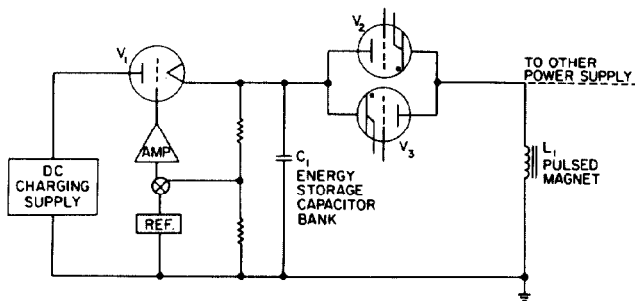 V1
V2
TO OTHER
POWER SUPPLY
AMP
V3
DC
CHARGING
SUPPLY
REF.
C1
ENERGY
STORAGE
CAPACITOR
BANK
L1
PULSED
MAGNET